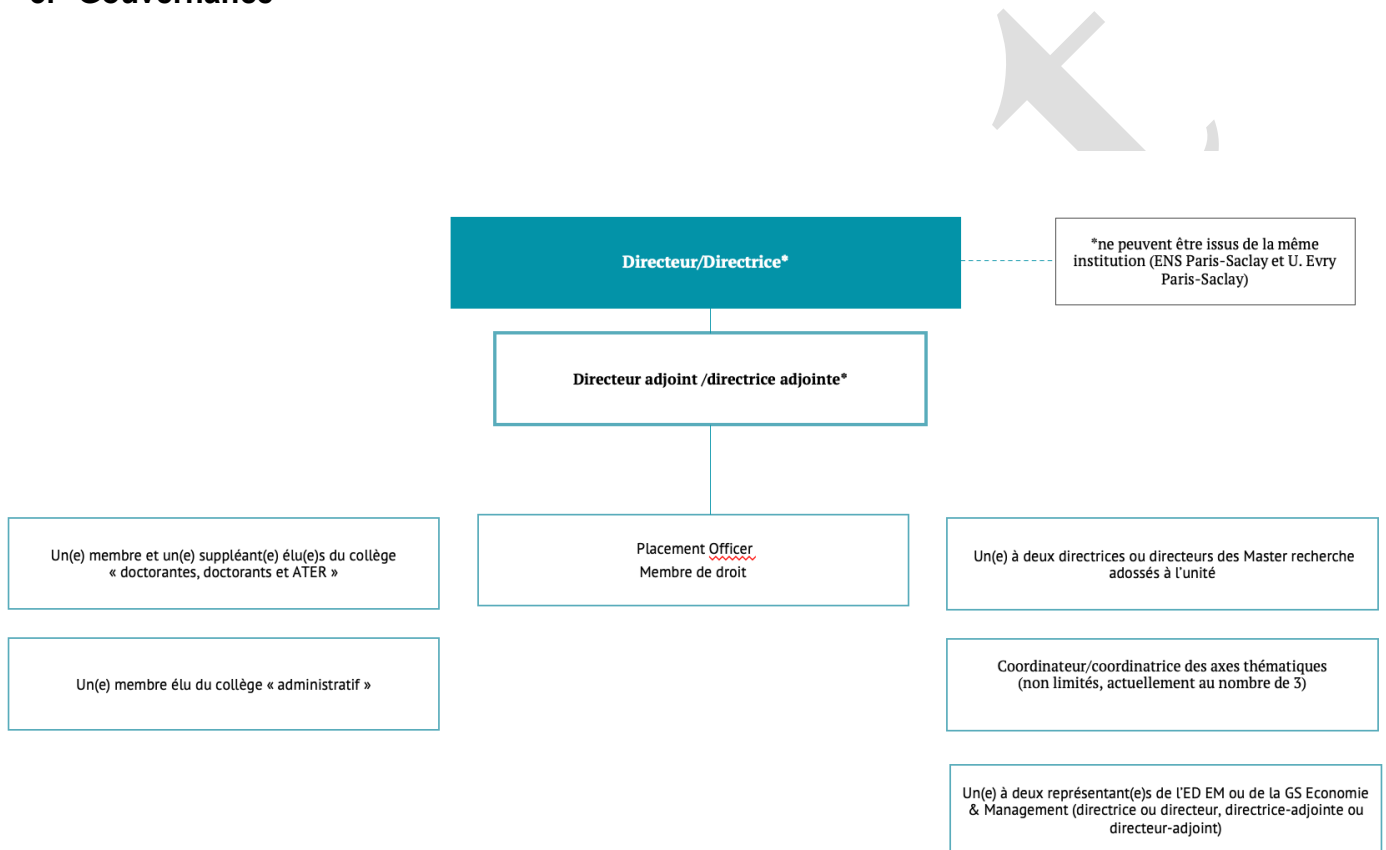 Gouvernance
Directeur/Directrice*
*ne peuvent être issus de la même
institution (ENS Paris-Saclay et U. Evry
Paris-Saclay)
Directeur adjoint /directrice adjointe*
Un(e) membre et un(e) suppléant(e) élu(e)s du collège
« doctorantes, doctorants et ATER »
Placement Officer
Membre de droit
Un(e) à deux directrices ou directeurs des Master recherche
adossés à l'unité
Un(e) membre élu du collège « administratif »
Coordinateur/coordinatrice des axes thématiques
(non limités, actuellement au nombre de 3)
Un(e) à deux représentant(e)s de l'ED EM ou de la GS Economie
& Management (directrice ou directeur, directrice-adjointe ou
directeur-adjoint)